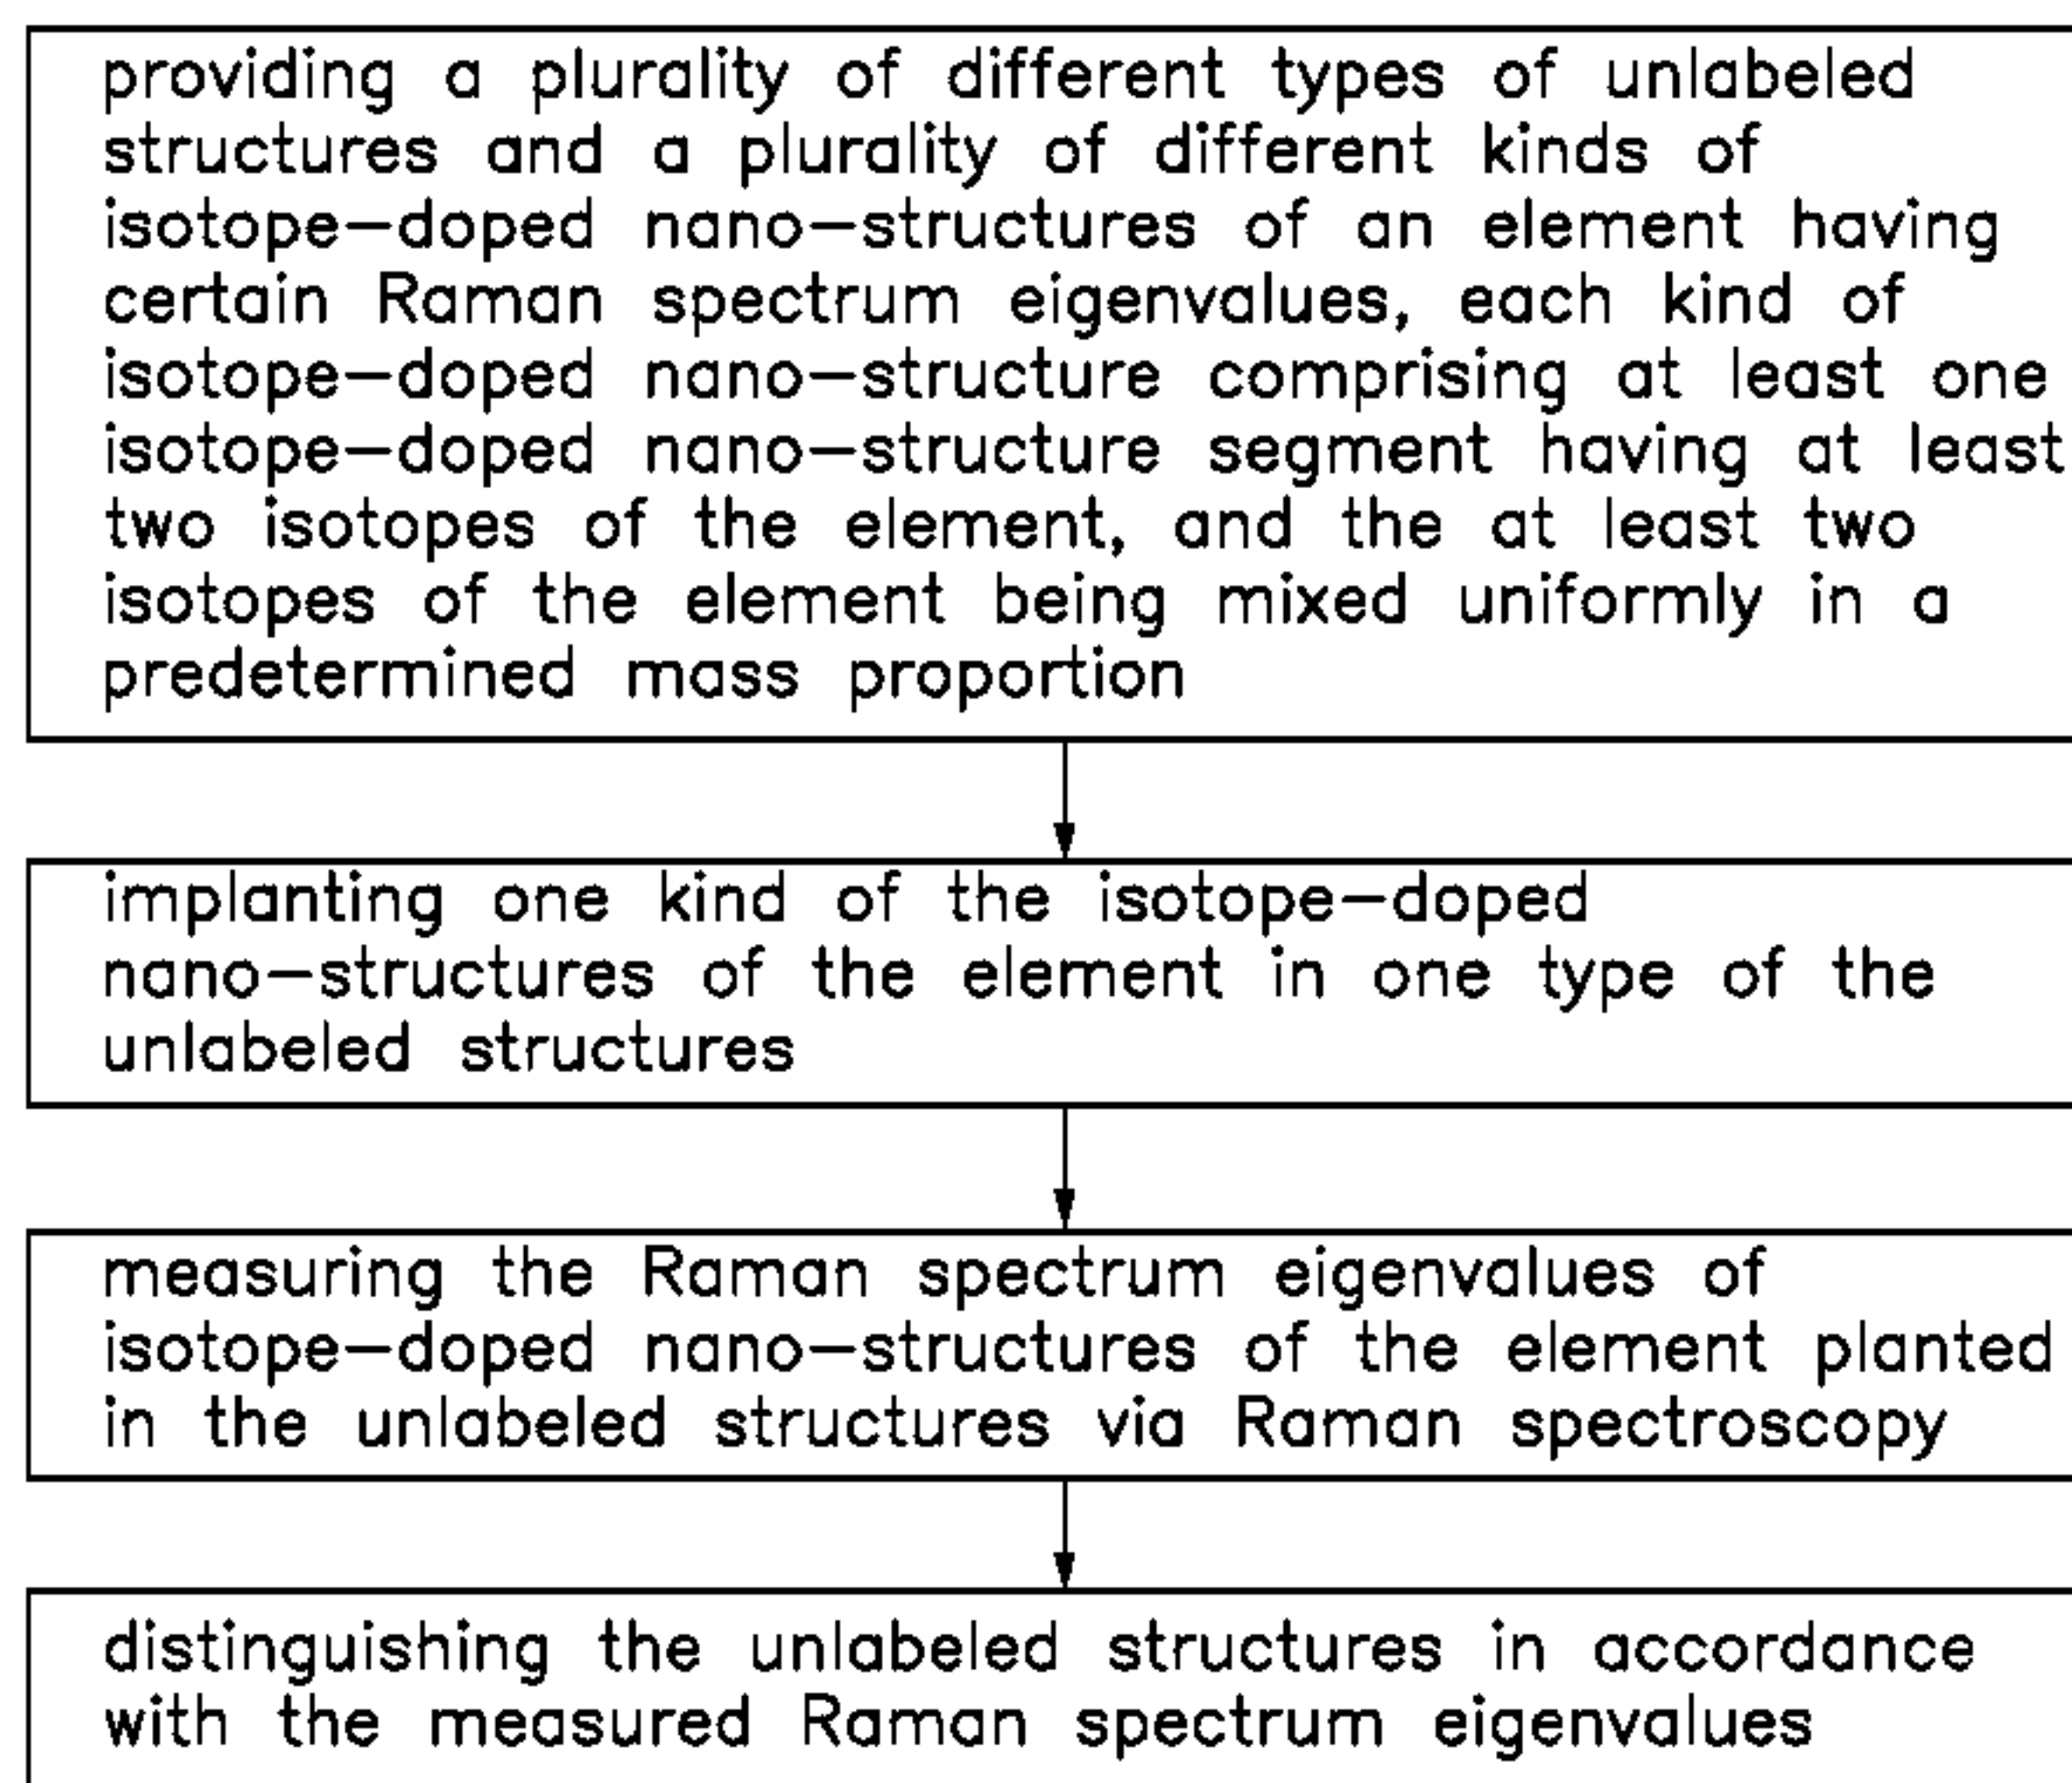 providing a plurality of different types of unlabeled
structures and a plurality of different kinds of
isotope-doped nano-structures of an element having
certain Raman spectrum eigenvalues, each kind of
isotope-doped nano-structure comprising at least one
isotope-doped nano-structure segment having at least
two isotopes of the element, and the at least two
isotopes of the element being mixed uniformly in a
predetermined mass proportion
implanting one kind of the isotope-doped
nano-structures of the element in one type of the
unlabeled structures
measuring the Raman spectrum eigenvalues of
isotope-doped nano-structures of the element planted
in the unlabeled structures via Raman spectroscopy
distinguishing the unlabeled structures in accordance
with the measured Raman spectrum eigenvalues